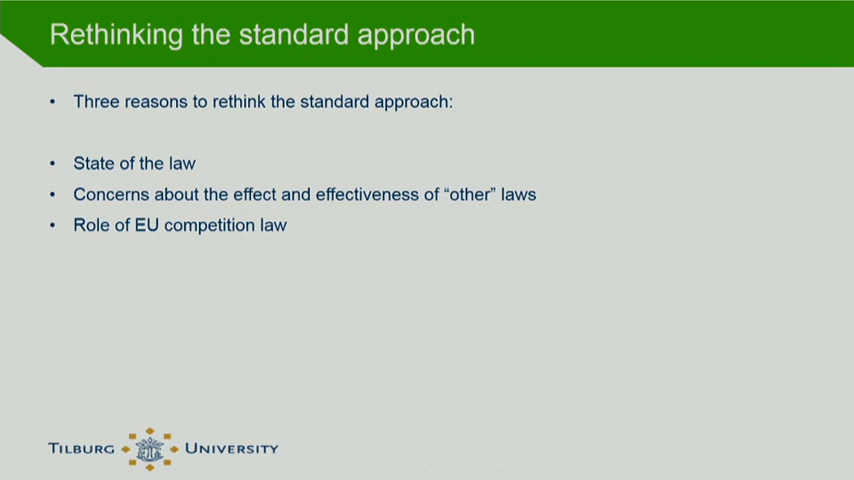 Rethinking the standard approach
• Three reasons to rethink the standard approach:
• State of the law
• Concerns about the effect and effectiveness of “other” laws
• Role of EU competition law
TILBURG UNIVERSITY